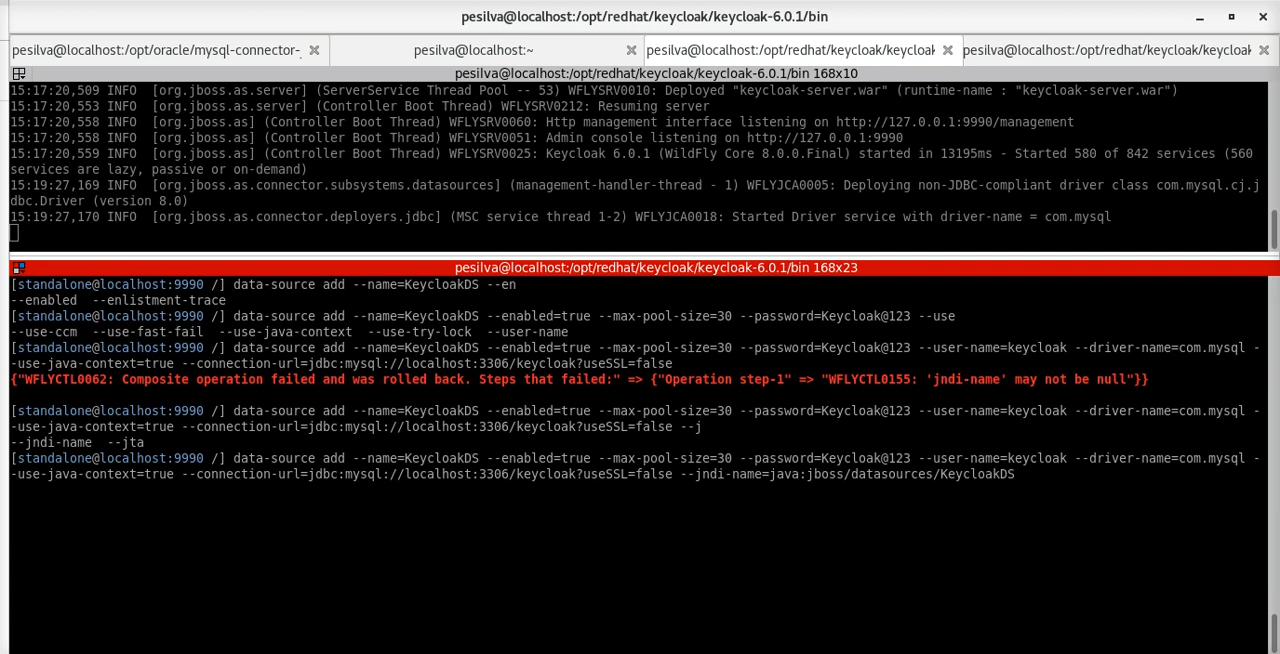 pesilva@localhost:/opt/redhat/keycloak/keycloak-6.0.1/bin
pesilva@localhost:/opt/oracle/mysql-connector-
pesilva@localhost:~
pesilva@localhost:/opt/redhat/keycloak/keycloak
pesilva@localhost:/opt/redhat/keycloak/keycloak
pesilva@localhost:/opt/redhat/keycloak/keycloak-6.0.1/bin 168x10
15:17:20,509 INFO  [org.jboss.as.server] (ServerService Thread Pool -- 53) WFLYSRV0010: Deployed "keycloak-server.war" (runtime-name : "keycloak-server.war")
15:17:20,553 INFO  [org.jboss.as.server] (Controller Boot Thread) WFLYSRV0212: Resuming server
15:17:20,558 INFO  [org.jboss.as] (Controller Boot Thread) WFLYSRV0060: Http management interface listening on http://127.0.0.1:9990/management
15:17:20,558 INFO  [org.jboss.as] (Controller Boot Thread) WFLYSRV0051: Admin console listening on http://127.0.0.1:9990
15:17:20,559 INFO  [org.jboss.as] (Controller Boot Thread) WFLYSRV0025: Keycloak 6.0.1 (WildFly Core 8.0.0.Final) started in 13195ms - Started 580 of 842 services (560
services are lazy, passive or on-demand)
15:19:27,169 INFO  [org.jboss.as.connector.subsystems.datasources] (management-handler-thread - 1) WFLYJCA0005: Deploying non-JDBC-compliant driver class com.mysql.cj.j
dbc.Driver (version 8.0)
15:19:27,170 INFO  [org.jboss.as.connector.deployers.jdbc] (MSC service thread 1-2) WFLYJCA0018: Started Driver service with driver-name = com.mysql
pesilva@localhost:/opt/redhat/keycloak/keycloak-6.0.1/bin 168x23
[standalone@localhost:9990 /] data-source add --name=KeycloakDS --en
--enabled  --enlistment-trace
[standalone@localhost:9990 /] data-source add --name=KeycloakDS --enabled=true --max-pool-size=30 --password=Keycloak@123 --use
--use-ccm  --use-fast-fail  --use-java-context  --use-try-lock  --user-name
[standalone@localhost:9990 /] data-source add --name=KeycloakDS --enabled=true --max-pool-size=30 --password=Keycloak@123 --user-name=keycloak --driver-name=com.mysql -
-use-java-context=true --connection-url=jdbc:mysql://localhost:3306/keycloak?useSSL=false
{"WFLYCTL0062: Composite operation failed and was rolled back. Steps that failed:" => {"Operation step-1" => "WFLYCTL0155: 'jndi-name' may not be null"}}
[standalone@localhost:9990 /] data-source add --name=KeycloakDS --enabled=true --max-pool-size=30 --password=Keycloak@123 --user-name=keycloak --driver-name=com.mysql -
-use-java-context=true --connection-url=jdbc:mysql://localhost:3306/keycloak?useSSL=false --j
--jndi-name  --jta
[standalone@localhost:9990 /] data-source add --name=KeycloakDS --enabled=true --max-pool-size=30 --password=Keycloak@123 --user-name=keycloak --driver-name=com.mysql -
-use-java-context=true --connection-url=jdbc:mysql://localhost:3306/keycloak?useSSL=false --jndi-name=java:jboss/datasources/KeycloakDS